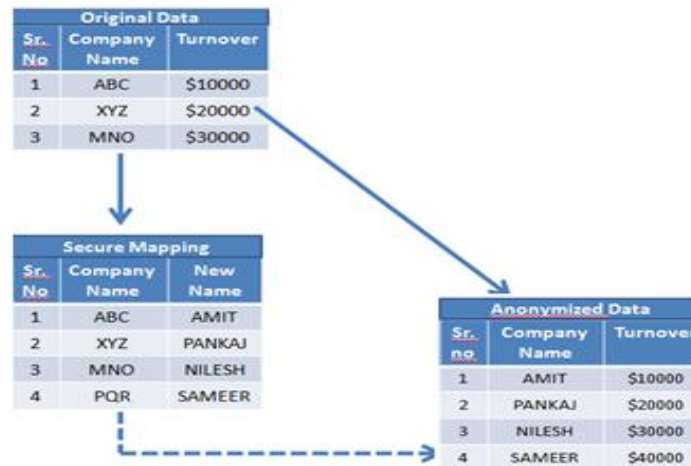 Original Data
Sr. No Company Name Turnover
1 ABC $10000
2 XYZ $20000
3 MNO $30000
Secure Mapping
Sr. No Company Name New Name
1 ABC AMIT
2 XYZ PANKAJ
3 MNO NILESH
4 PQR SAMEER
Anonymized Data
Sr. no Company Name Turnover
1 AMIT $10000
2 PANKAJ $20000
3 NILESH $30000
4 SAMEER $40000